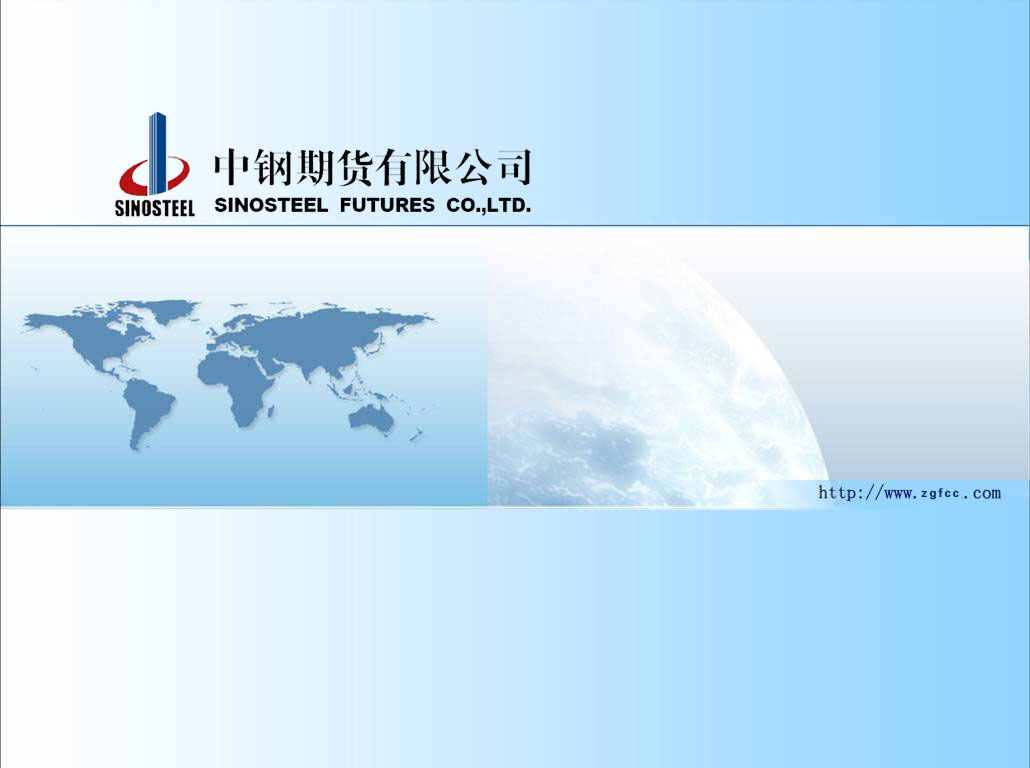 中钢期货有限公司
SINOSTEEL
SINOSTEEL FUTURES CO.,LTD.
http://www.zgfcc.com